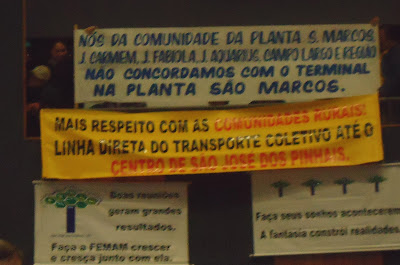 NÓS DA COMUNIDADE DA PLANTA S. MARCOS,
J. CARMEM, J. FABIOLA, J. AQUARIUS, CAMPO LARGO E REGIÃO
NÃO CONCORDAMOS COM O TERMINAL
NA PLANTA SÃO MARCOS.
MAIS RESPEITO COM AS COMUNIDADES RURAIS!
LINHA DIRETA DO TRANSPORTE COLETIVO ATÉ O
CENTRO DE SÃO JOSÉ DOS PINHAIS.
Boas reuniões
geram grandes
resultados.
Faça a FEMAM crescer
e cresça junto com ela.
Faça seus sonhos acontecerem
A fantasia constroi realidades.